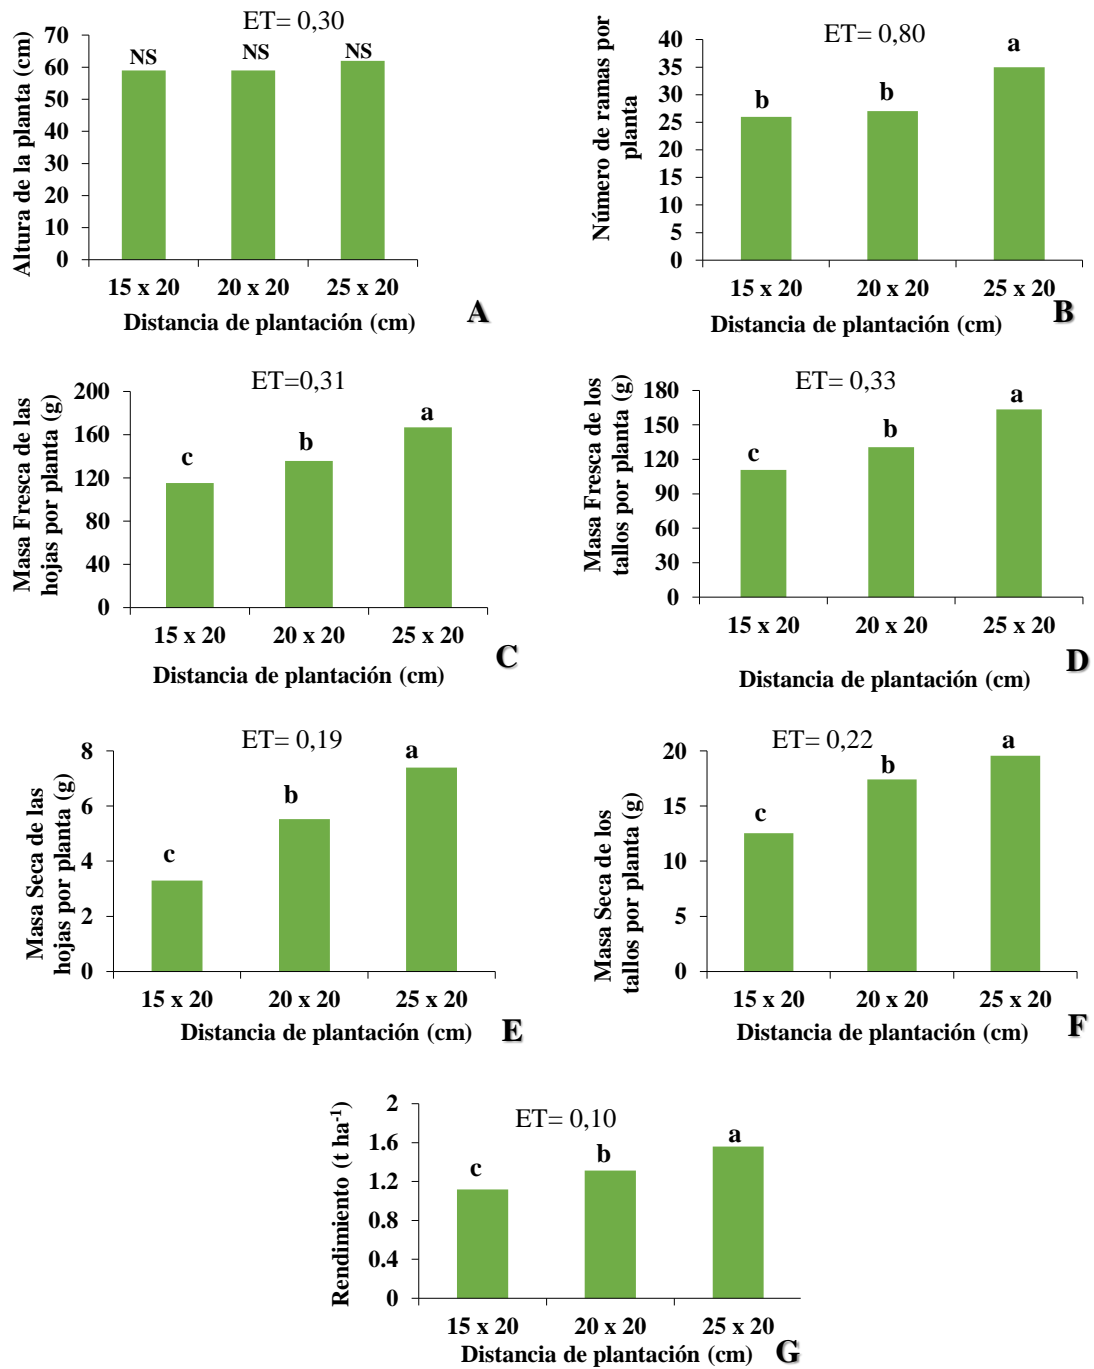 ET= 0,30
Altura de la planta (cm)
70
60
50
40
30
20
10
0
NS
NS
NS
15 x 20
20 x 20
25 x 20
Distancia de plantación (cm)
A
ET= 0,80
Número de ramas por
planta
40
35
30
25
20
15
10
5
0
b
b
a
15 x 20
20 x 20
25 x 20
Distancia de plantación (cm)
B
ET=0,31
Masa Fresca de las
hojas por planta (g)
200
160
120
80
40
0
c
b
a
15 x 20
20 x 20
25 x 20
Distancia de plantación (cm)
C
ET= 0,33
Masa Fresca de los
tallos por planta (g)
180
150
120
90
60
30
0
c
b
a
15 x 20
20 x 20
25 x 20
Distancia de plantación (cm)
D
ET= 0,19
Masa Seca de las
hojas por planta (g)
8
6
4
2
0
c
b
a
15 x 20
20 x 20
25 x 20
Distancia de plantación (cm)
E
ET= 0,22
Masa Seca de los
tallos por planta (g)
20
15
10
5
0
c
b
a
15 x 20
20 x 20
25 x 20
Distancia de plantación (cm)
F
ET= 0,10
Rendimiento (t ha⁻¹)
2
1.6
1.2
0.8
0.4
0
c
b
a
15 x 20
20 x 20
25 x 20
Distancia de plantación (cm)
G